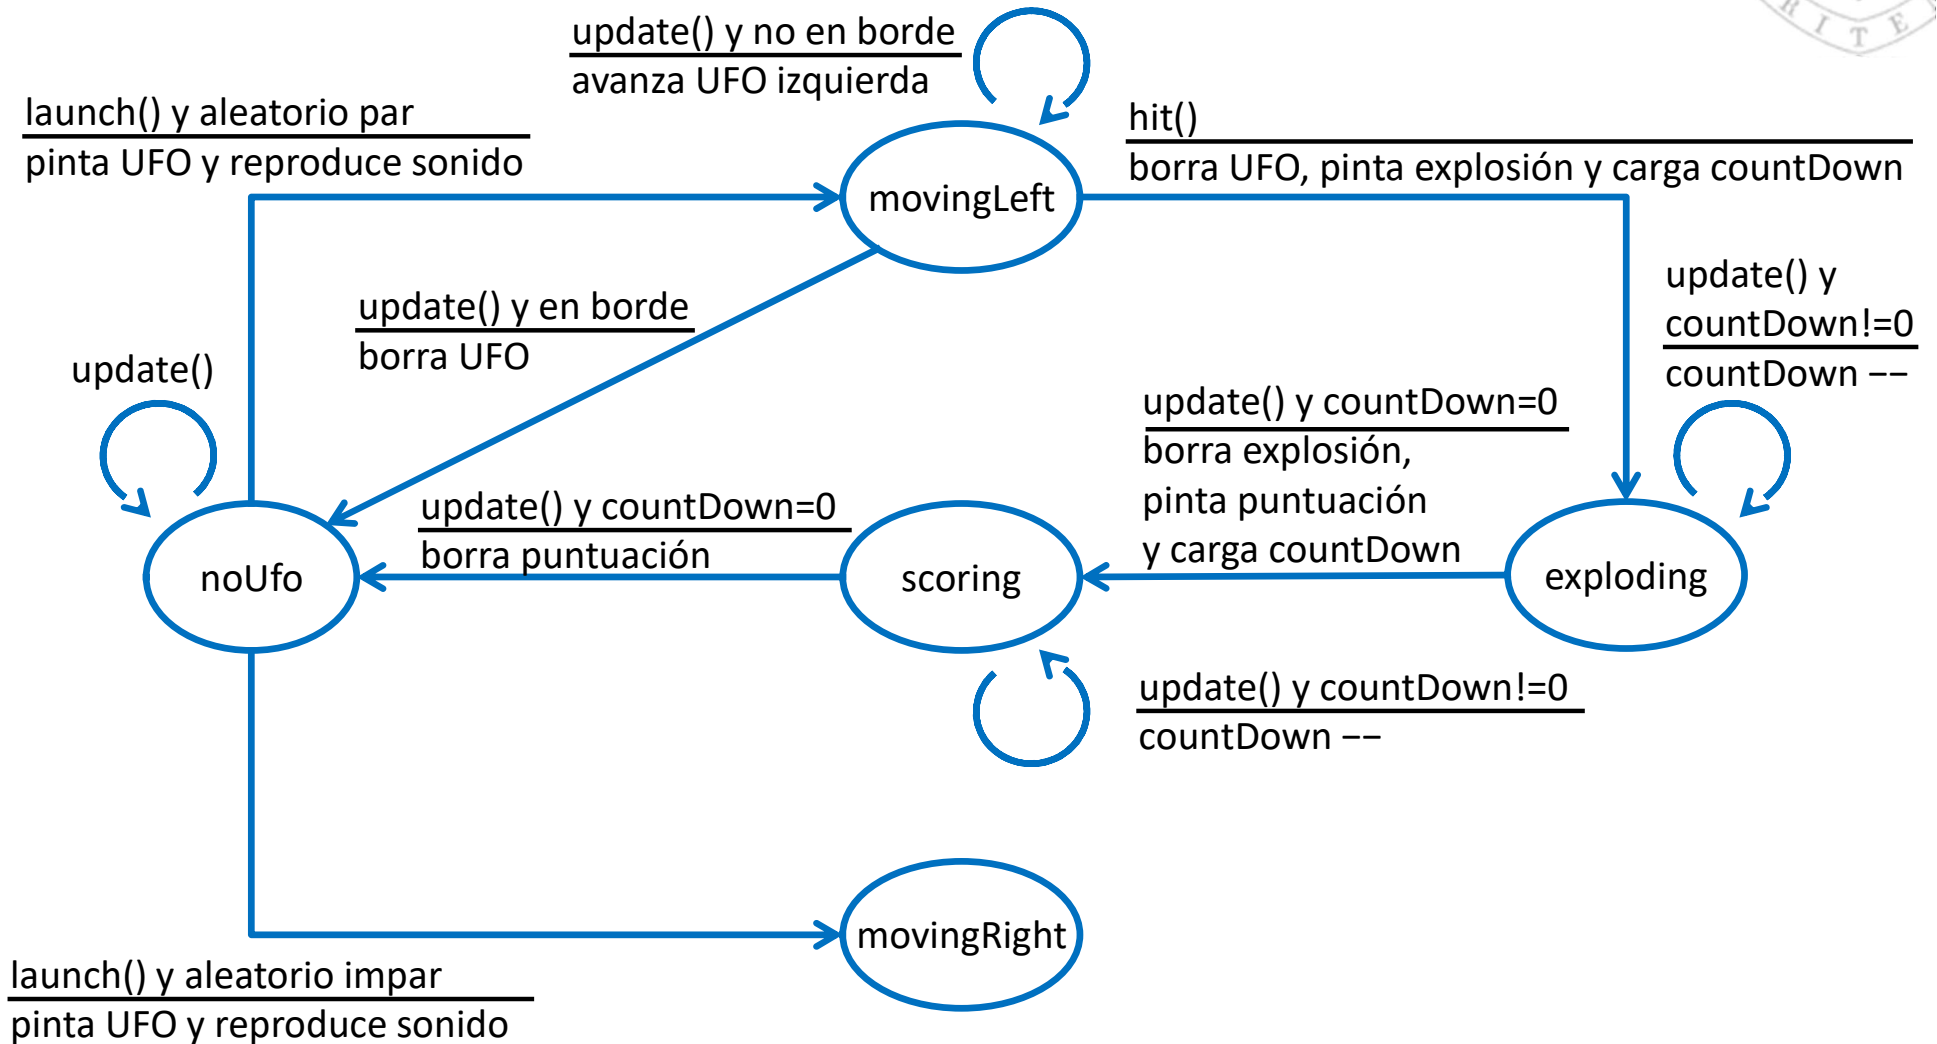 update() y no en borde
avanza UFO izquierda
launch() y aleatorio par
pinta UFO y reproduce sonido
hit()
borra UFO, pinta explosión y carga countDown
movingLeft
update() y
countDown!=0
countDown −−
update() y en borde
borra UFO
update()
update() y countDown=0
borra explosión,
pinta puntuación
y carga countDown
update() y countDown=0
borra puntuación
noUfo
scoring
exploding
update() y countDown!=0
countDown −−
movingRight
launch() y aleatorio impar
pinta UFO y reproduce sonido
R I T E